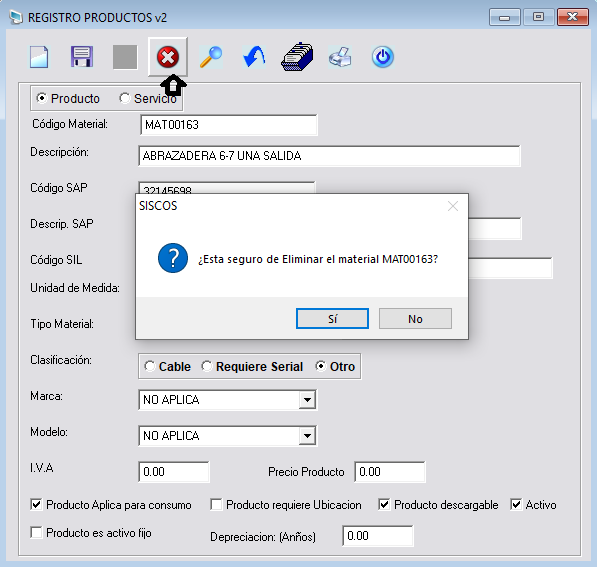 REGISTRO PRODUCTOS v2
Producto Servicio
Código Material: MAT00163
Descripción: ABRAZADERA 6-7 UNA SALIDA
Código SAP 32145698
SISCOS
Descrip. SAP
¿Esta seguro de Eliminar el material MAT00163?
Código SIL
Unidad de Medida:
Sí No
Tipo Material:
Clasificación: Cable Requiere Serial Otro
Marca: NO APLICA
Modelo: NO APLICA
I.V.A 0.00 Precio Producto 0.00
Producto Aplica para consumo Producto requiere Ubicacion Producto descargable Activo
Producto es activo fijo Depreciacion: (Anños) 0.00